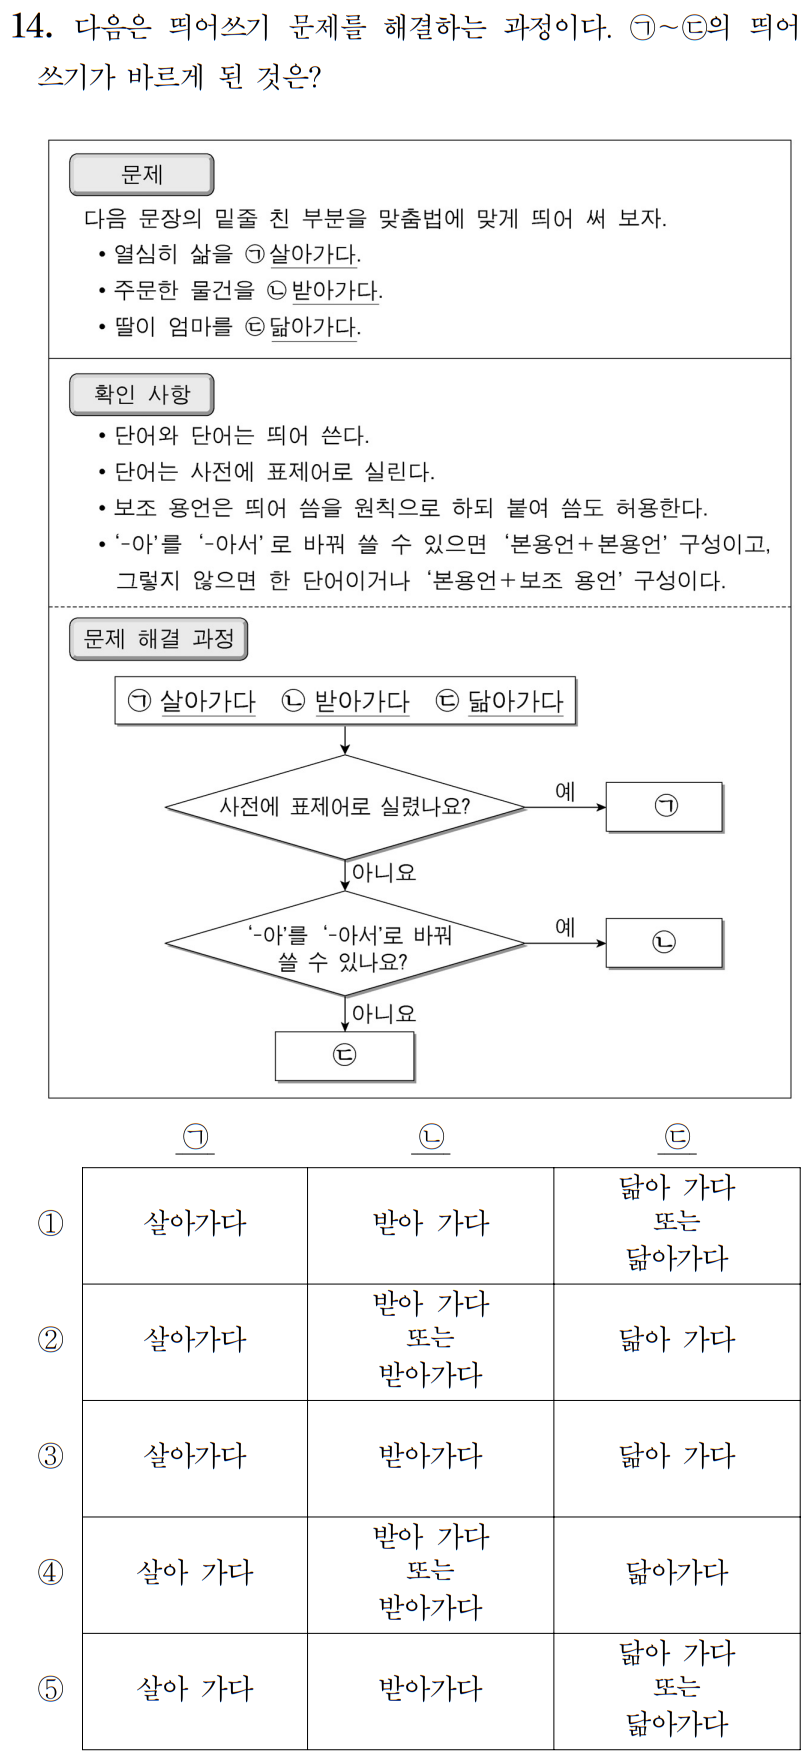 14. 다음은 띄어쓰기 문제를 해결하는 과정이다. ㉠~㉢의 띄어
쓰기가 바르게 된 것은?
문제
다음 문장의 밑줄 친 부분을 맞춤법에 맞게 띄어 써 보자.
• 열심히 삶을 ㉠살아가다.
• 주문한 물건을 ㉡받아가다.
• 딸이 엄마를 ㉢닮아가다.
확인 사항
• 단어와 단어는 띄어 쓴다.
• 단어는 사전에 표제어로 실린다.
• 보조 용언은 띄어 씀을 원칙으로 하되 붙여 씀도 허용한다.
• ‘-아’를 ‘-아서’로 바꿔 쓸 수 있으면 ‘본용언+본용언’ 구성이고,
그렇지 않으면 한 단어이거나 ‘본용언+보조 용언’ 구성이다.
문제 해결 과정
㉠ 살아가다 ㉡ 받아가다 ㉢ 닮아가다
사전에 표제어로 실렸나요?
예
㉠
아니요
‘-아’를 ‘-아서’로 바꿔
쓸 수 있나요?
예
㉡
아니요
㉢
㉠ ㉡ ㉢
① 살아가다 받아 가다 닮아 가다
또는
닮아가다
② 살아가다 받아 가다
또는
받아가다 닮아 가다
③ 살아가다 받아가다 닮아 가다
④ 살아 가다 받아 가다
또는
받아가다 닮아가다
⑤ 살아 가다 받아가다 닮아 가다
또는
닮아가다